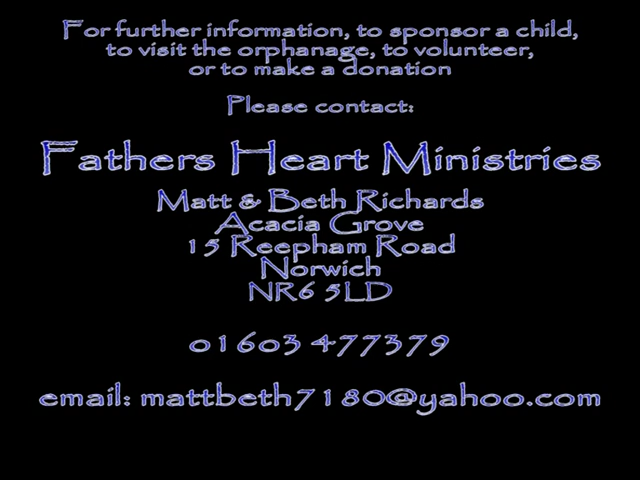 For further information, to sponsor a child,
to visit the orphanage, to volunteer,
or to make a donation
Please contact:
Fathers Heart Ministries
Matt & Beth Richards
Acacia Grove
15 Reepham Road
Norwich
NR6 5LD
01603 477379
email: mattbeth7180@yahoo.com